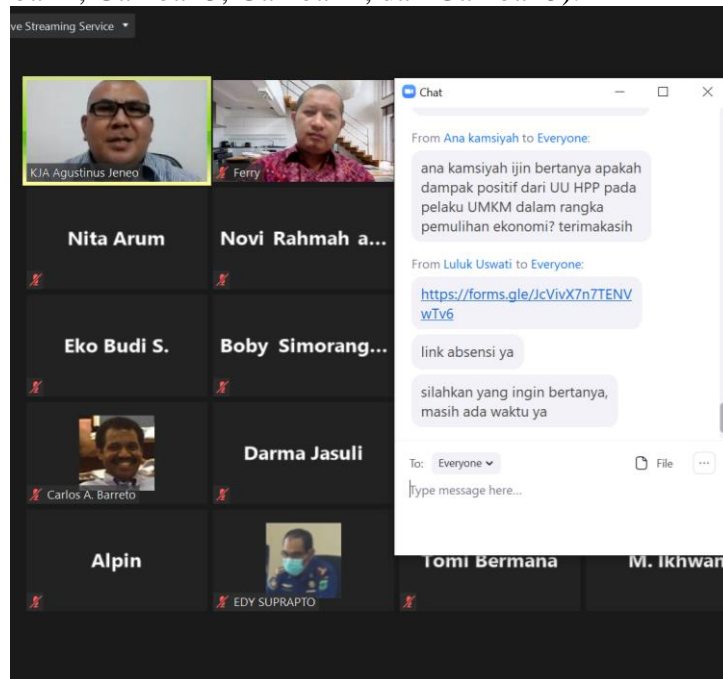 ve Streaming Service
Chat
From Ana kamsiyah to Everyone:
ana kamsiyah ijin bertanya apakah
dampak positif dari UU HPP pada
pelaku UMKM dalam rangka
pemulihan ekonomi? terimakasih
From Luluk Uswati to Everyone:
https://forms.gle/JcVivX7n7TENV
wTv6
link absensi ya
silahkan yang ingin bertanya,
masih ada waktu ya
To: Everyone
File
Type message here...
KJA Agustinus Jeneo
Ferry
Nita Arum
Novi Rahmah a...
Eko Budi S.
Boby Simorang...
Carlos A. Barreto
Darma Jasuli
Alpin
EDY SUPRAPTO
Tomi Bermana
M. Ikhwan